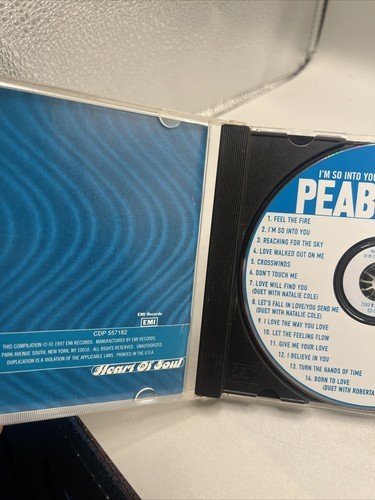 EMI Records
EMI
CDP 557182
THIS COMPILATION ℗ © 1997 EMI RECORDS. MANUFACTURED BY EMI RECORDS,
PARK AVENUE SOUTH, NEW YORK, NY 10010. ALL RIGHTS RESERVED. UNAUTHORIZED
DUPLICATION IS A VIOLATION OF THE APPLICABLE LAWS. PRINTED IN THE U.S.A.
Heart Of Soul
I'M SO INTO YOU
PEAB
1. FEEL THE FIRE
2. I'M SO INTO YOU
3. REACHING FOR THE SKY
4. LOVE WALKED OUT ON ME
5. CROSSWINDS
6. DON'T TOUCH ME
7. LOVE WILL FIND YOU
(DUET WITH NATALIE COLE)
8. LET'S FALL IN LOVE/YOU SEND ME
(DUET WITH NATALIE COLE)
9. I LOVE THE WAY YOU LOVE
10. LET THE FEELING FLOW
11. GIVE ME YOUR LOVE
12. I BELIEVE IN YOU
13. TURN THE HANDS OF TIME
14. BORN TO LOVE
(DUET WITH ROBERTA